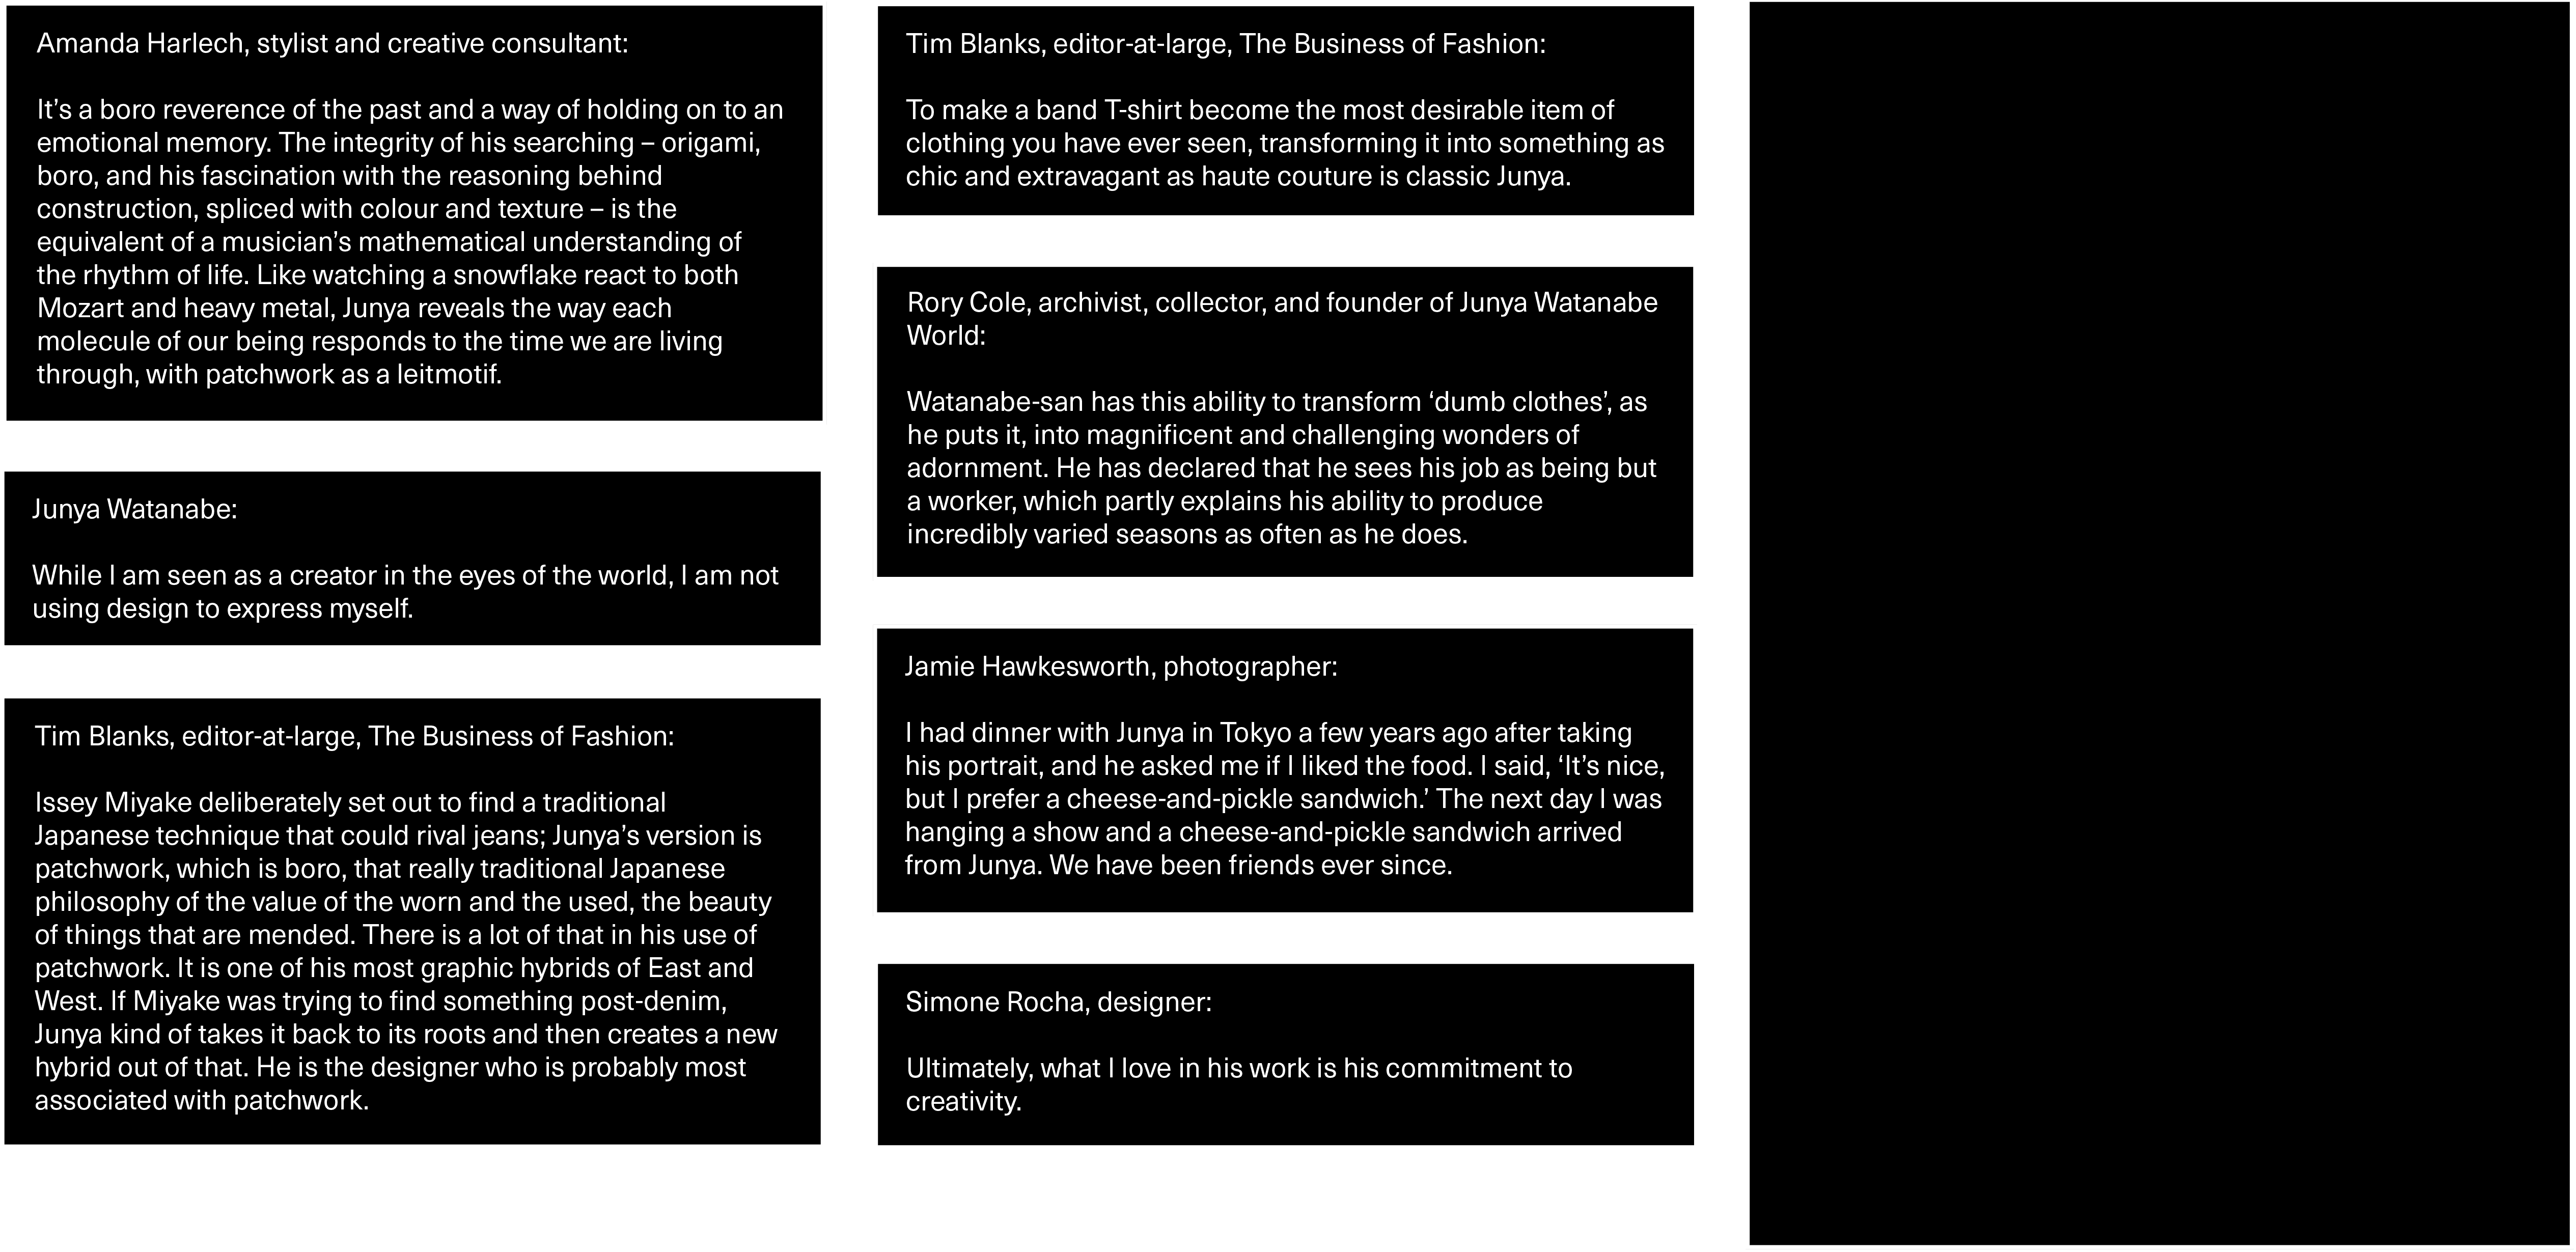 Amanda Harlech, stylist and creative consultant:
It’s a boro reverence of the past and a way of holding on to an
emotional memory. The integrity of his searching – origami,
boro, and his fascination with the reasoning behind
construction, spliced with colour and texture – is the
equivalent of a musician’s mathematical understanding of
the rhythm of life. Like watching a snowflake react to both
Mozart and heavy metal, Junya reveals the way each
molecule of our being responds to the time we are living
through, with patchwork as a leitmotif.
Junya Watanabe:
While I am seen as a creator in the eyes of the world, I am not
using design to express myself.
Tim Blanks, editor-at-large, The Business of Fashion:
Issey Miyake deliberately set out to find a traditional
Japanese technique that could rival jeans; Junya’s version is
patchwork, which is boro, that really traditional Japanese
philosophy of the value of the worn and the used, the beauty
of things that are mended. There is a lot of that in his use of
patchwork. It is one of his most graphic hybrids of East and
West. If Miyake was trying to find something post-denim,
Junya kind of takes it back to its roots and then creates a new
hybrid out of that. He is the designer who is probably most
associated with patchwork.
Tim Blanks, editor-at-large, The Business of Fashion:
To make a band T-shirt become the most desirable item of
clothing you have ever seen, transforming it into something as
chic and extravagant as haute couture is classic Junya.
Rory Cole, archivist, collector, and founder of Junya Watanabe
World:
Watanabe-san has this ability to transform ‘dumb clothes’, as
he puts it, into magnificent and challenging wonders of
adornment. He has declared that he sees his job as being but
a worker, which partly explains his ability to produce
incredibly varied seasons as often as he does.
Jamie Hawkesworth, photographer:
I had dinner with Junya in Tokyo a few years ago after taking
his portrait, and he asked me if I liked the food. I said, ‘It’s nice,
but I prefer a cheese-and-pickle sandwich.’ The next day I was
hanging a show and a cheese-and-pickle sandwich arrived
from Junya. We have been friends ever since.
Simone Rocha, designer:
Ultimately, what I love in his work is his commitment to
creativity.